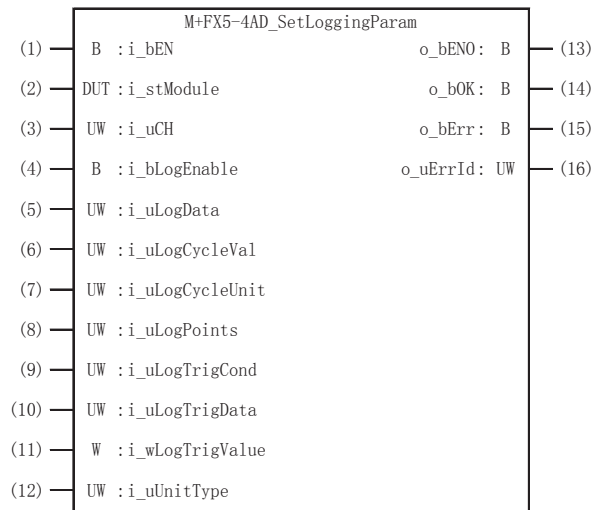 M+FX5-4AD_SetLoggingParam
(1) B :i_bEN o_bENO: B (13)
(2) DUT :i_stModule o_bOK: B (14)
(3) UW :i_uCH o_bErr: B (15)
(4) B :i_bLogEnable o_uErrId: UW (16)
(5) UW :i_uLogData
(6) UW :i_uLogCycleVal
(7) UW :i_uLogCycleUnit
(8) UW :i_uLogPoints
(9) UW :i_uLogTrigCond
(10) UW :i_uLogTrigData
(11) W :i_wLogTrigValue
(12) UW :i_uUnitType